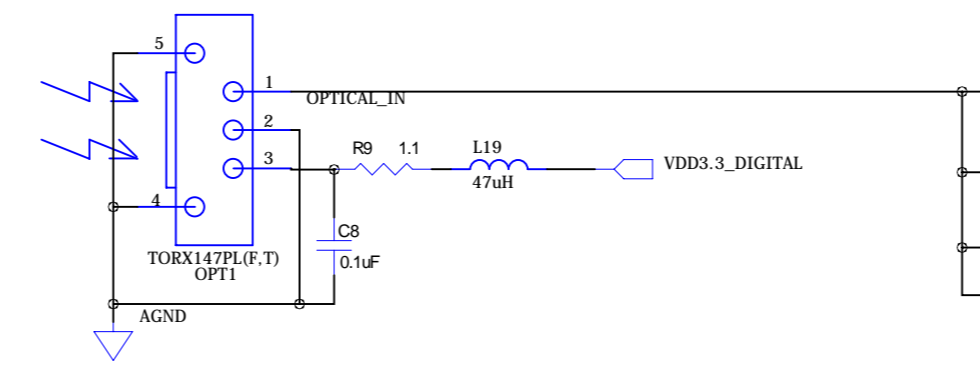 5
1
OPTICAL_IN
2
R9 1.1 L19
3
VDD3.3_DIGITAL
47uH
4
C8
TORX147PL(F,T)
0.1uF
OPT1
AGND